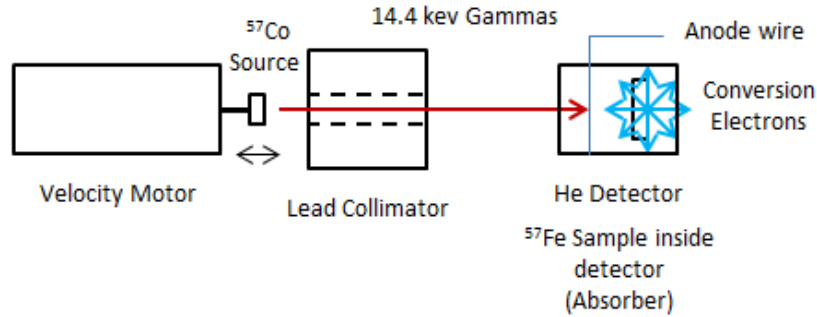 14.4 kev Gammas
⁵⁷Co
Source
Anode wire
Conversion
Electrons
Velocity Motor
Lead Collimator
He Detector
⁵⁷Fe Sample inside
detector
(Absorber)